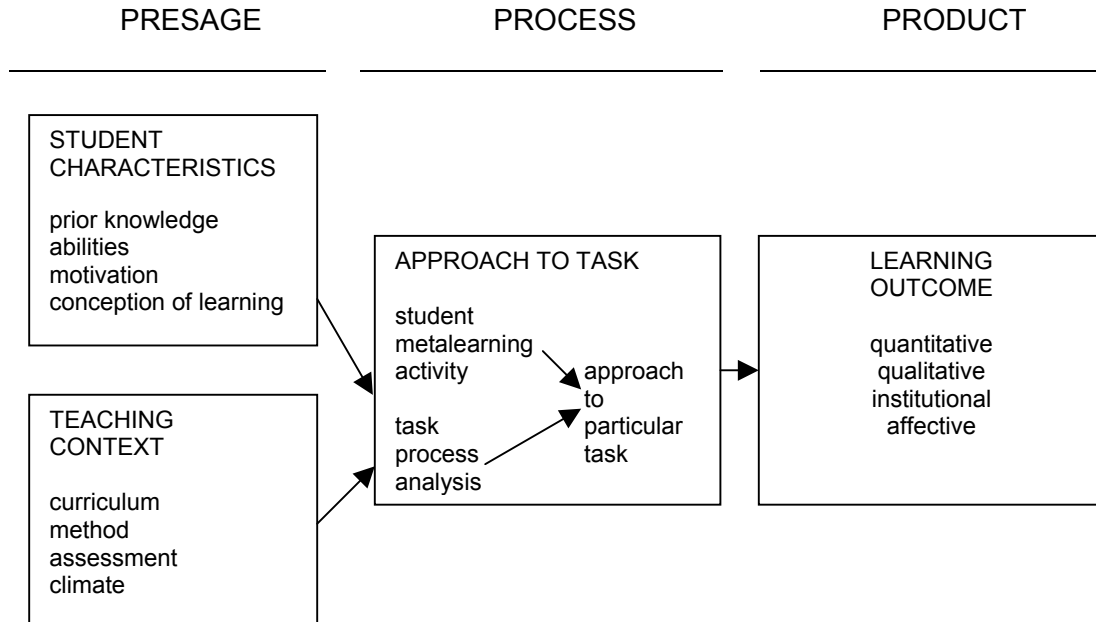 PRESAGE
PROCESS
PRODUCT
STUDENT
CHARACTERISTICS
prior knowledge
abilities
motivation
conception of learning
TEACHING
CONTEXT
curriculum
method
assessment
climate
APPROACH TO TASK
student
metalearning
activity
task
process
analysis
approach
to
particular
task
LEARNING
OUTCOME
quantitative
qualitative
institutional
affective